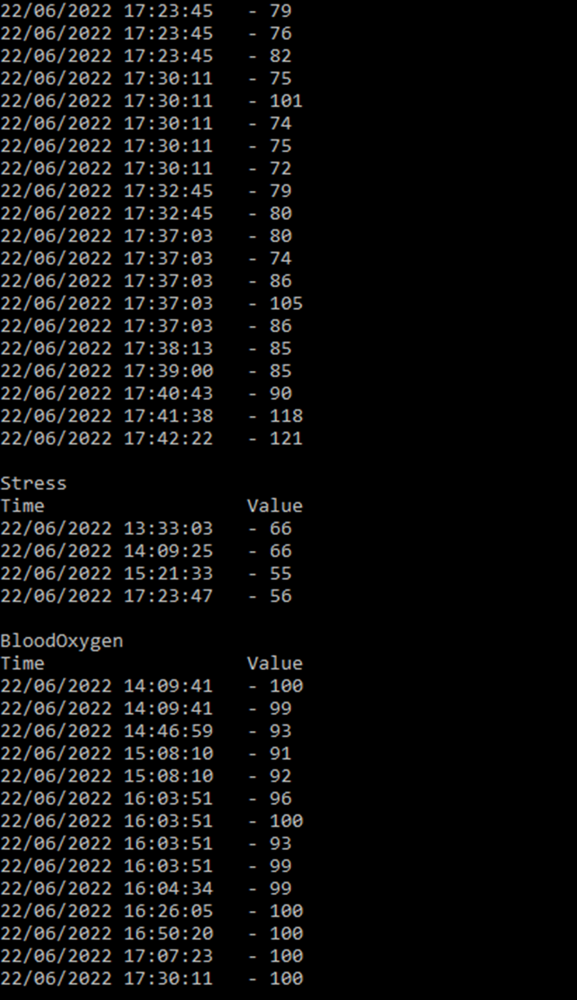 22/06/2022 17:23:45 - 79
22/06/2022 17:23:45 - 76
22/06/2022 17:23:45 - 82
22/06/2022 17:30:11 - 75
22/06/2022 17:30:11 - 101
22/06/2022 17:30:11 - 74
22/06/2022 17:30:11 - 75
22/06/2022 17:30:11 - 72
22/06/2022 17:32:45 - 79
22/06/2022 17:32:45 - 80
22/06/2022 17:37:03 - 80
22/06/2022 17:37:03 - 74
22/06/2022 17:37:03 - 86
22/06/2022 17:37:03 - 105
22/06/2022 17:37:03 - 86
22/06/2022 17:38:13 - 85
22/06/2022 17:39:00 - 85
22/06/2022 17:40:43 - 90
22/06/2022 17:41:38 - 118
22/06/2022 17:42:22 - 121
Stress
Time Value
22/06/2022 13:33:03 - 66
22/06/2022 14:09:25 - 66
22/06/2022 15:21:33 - 55
22/06/2022 17:23:47 - 56
BloodOxygen
Time Value
22/06/2022 14:09:41 - 100
22/06/2022 14:09:41 - 99
22/06/2022 14:46:59 - 93
22/06/2022 15:08:10 - 91
22/06/2022 15:08:10 - 92
22/06/2022 16:03:51 - 96
22/06/2022 16:03:51 - 100
22/06/2022 16:03:51 - 93
22/06/2022 16:03:51 - 99
22/06/2022 16:04:34 - 99
22/06/2022 16:26:05 - 100
22/06/2022 16:50:20 - 100
22/06/2022 17:07:23 - 100
22/06/2022 17:30:11 - 100